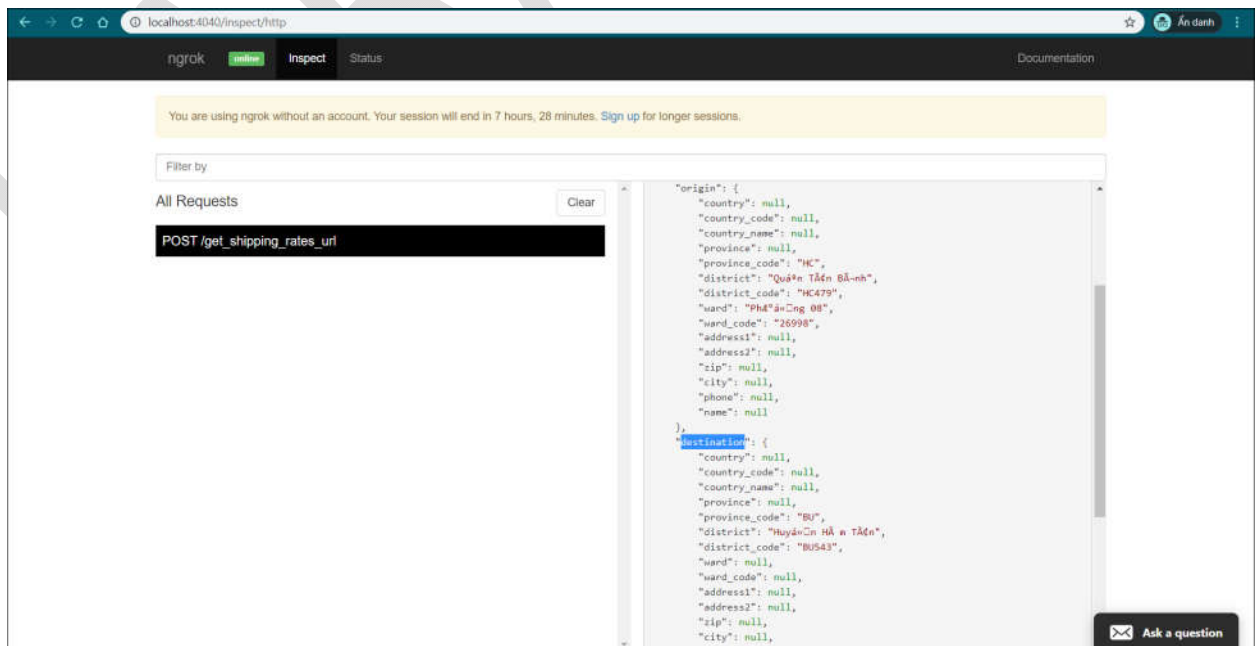 localhost:4040/inspect/http
Ẩn danh
ngrok online Inspect Status Documentation
You are using ngrok without an account. Your session will end in 7 hours, 28 minutes. Sign up for longer sessions.
Filter by
All Requests Clear
POST /get_shipping_rates_url
"origin": {
"country": null,
"country_code": null,
"country_name": null,
"province": null,
"province_code": "HC",
"district":
"district_code": "HC479",
"ward":
"ward_code": "26998",
"address1": null,
"address2": null,
"zip": null,
"city": null,
"phone": null,
"name": null
},
"destination": {
"country": null,
"country_code": null,
"country_name": null,
"province": null,
"province_code": "BU",
"district":
"district_code": "BU543",
"ward": null,
"ward_code": null,
"address1": null,
"address2": null,
"zip": null,
"city": null,
Ask a question